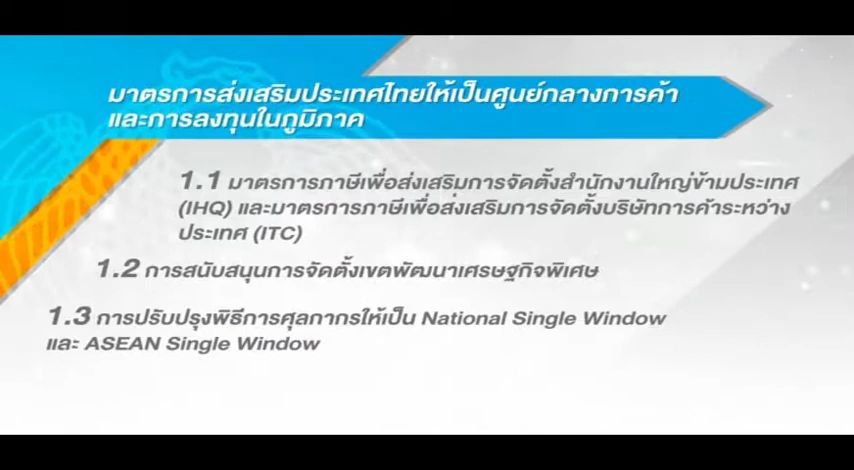 มาตรการส่งเสริมประเทศไทยให้เป็นศูนย์กลางการค้า
และการลงทุนในภูมิภาค
1.1 มาตรการภาษีเพื่อส่งเสริมการจัดตั้งสำนักงานใหญ่ข้ามประเทศ
(IHQ) และมาตรการภาษีเพื่อส่งเสริมการจัดตั้งบริษัทการค้าระหว่าง
ประเทศ (ITC)
1.2 การสนับสนุนการจัดตั้งเขตพัฒนาเศรษฐกิจพิเศษ
1.3 การปรับปรุงพิธีการศุลกากรให้เป็น National Single Window
และ ASEAN Single Window